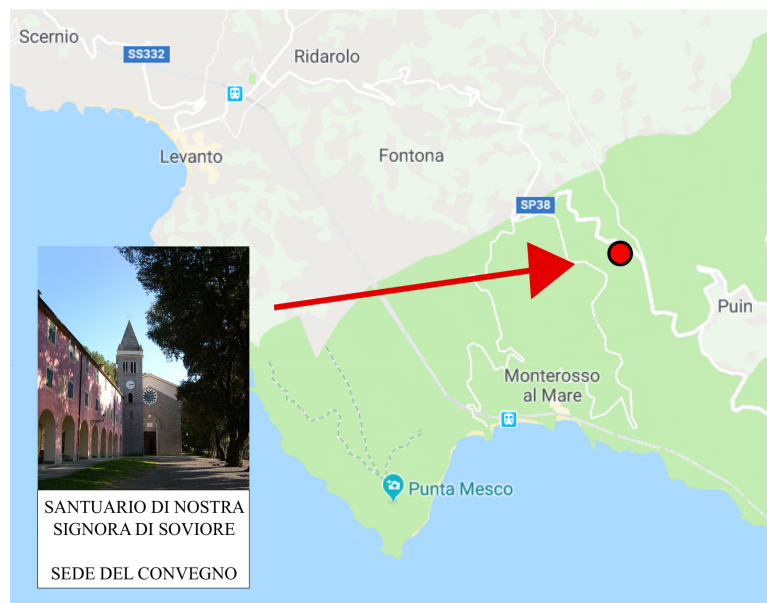 Scernio
SS332
Ridarolo
Levanto
Fontona
SP38
Puin
Monterosso
al Mare
Punta Mesco
SANTUARIO DI NOSTRA
SIGNORA DI SOVIORE
SEDE DEL CONVEGNO